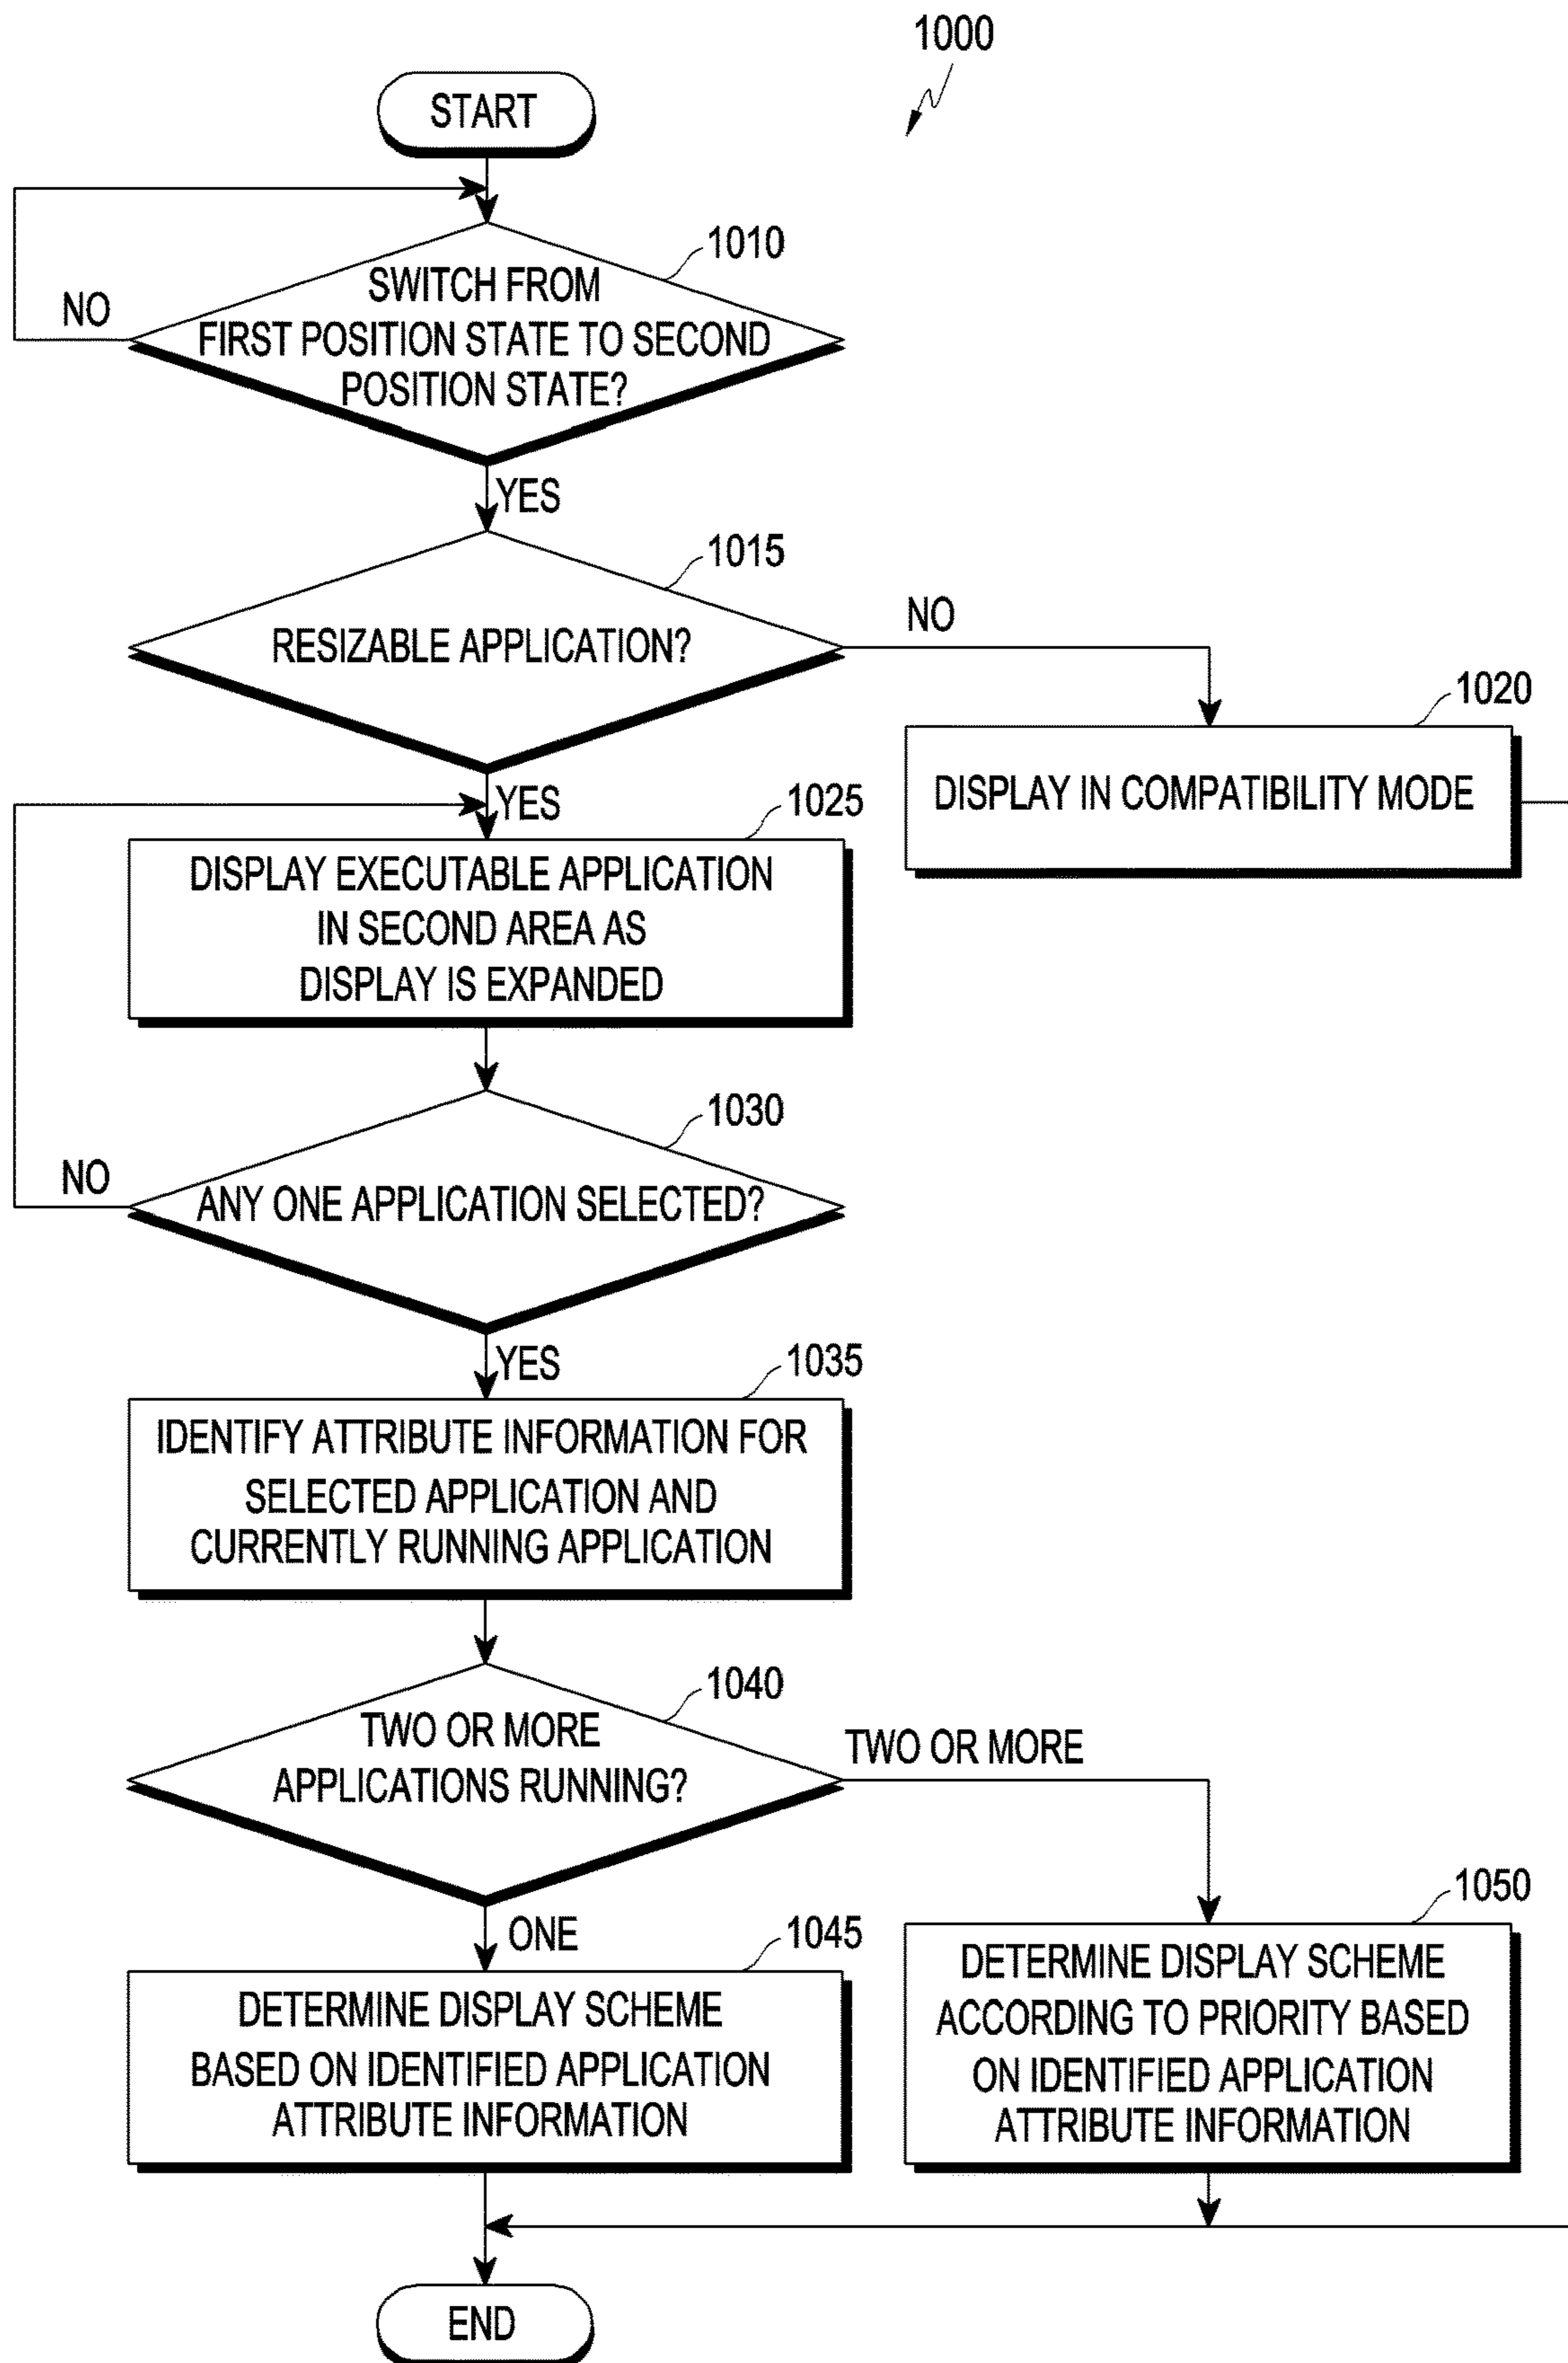 1000
START
1010
SWITCH FROM
FIRST POSITION STATE TO SECOND
POSITION STATE?
NO
YES
1015
RESIZABLE APPLICATION?
NO
1020
DISPLAY IN COMPATIBILITY MODE
YES
1025
DISPLAY EXECUTABLE APPLICATION
IN SECOND AREA AS
DISPLAY IS EXPANDED
1030
ANY ONE APPLICATION SELECTED?
NO
YES
1035
IDENTIFY ATTRIBUTE INFORMATION FOR
SELECTED APPLICATION AND
CURRENTLY RUNNING APPLICATION
1040
TWO OR MORE
APPLICATIONS RUNNING?
TWO OR MORE
ONE
1045
DETERMINE DISPLAY SCHEME
BASED ON IDENTIFIED APPLICATION
ATTRIBUTE INFORMATION
1050
DETERMINE DISPLAY SCHEME
ACCORDING TO PRIORITY BASED
ON IDENTIFIED APPLICATION
ATTRIBUTE INFORMATION
END